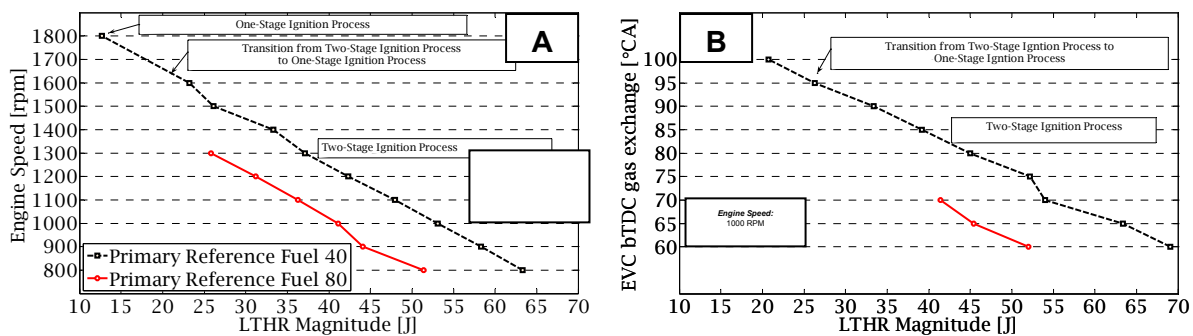 A
One-Stage Ignition Process
Transition from Two-Stage Ignition Process
to One-Stage Ignition Process
Two-Stage Ignition Process
Engine Speed [rpm]
1800
1700
1600
1500
1400
1300
1200
1100
1000
900
800
Primary Reference Fuel 40
Primary Reference Fuel 80
10 15 20 25 30 35 40 45 50 55 60 65 70
LTHR Magnitude [J]
B
Transition from Two-Stage Ignition Process to
One-Stage Ignition Process
Two-Stage Ignition Process
EVC bTDC gas exchange [°CA]
100
95
90
85
80
75
70
65
60
Engine Speed:
1000 RPM
10 15 20 25 30 35 40 45 50 55 60 65 70
LTHR Magnitude [J]